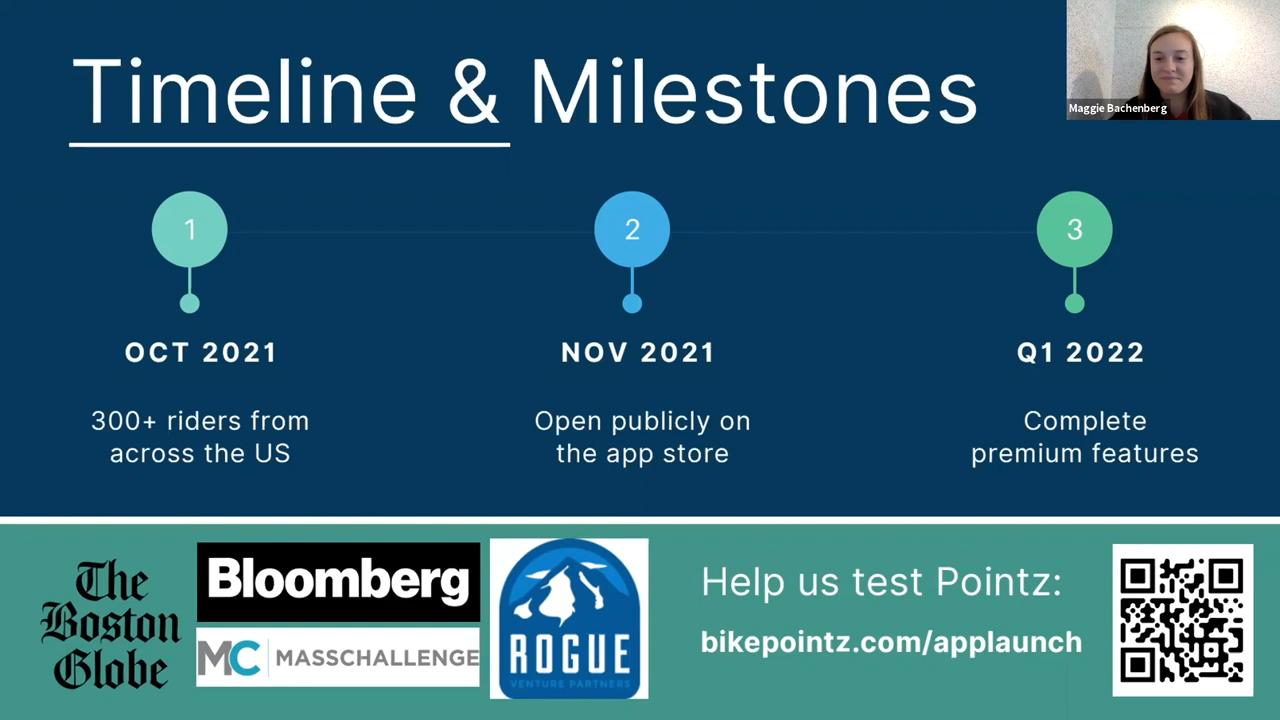 Timeline & Milestones
Maggie Bachenberg
1
2
3
OCT 2021
NOV 2021
Q1 2022
300+ riders from
across the US
Open publicly on
the app store
Complete
premium features
The
Boston
Globe
Bloomberg
MC MASSCHALLENGE
ROGUE
VENTURE PARTNERS
Help us test Pointz:
bikepointz.com/applaunch